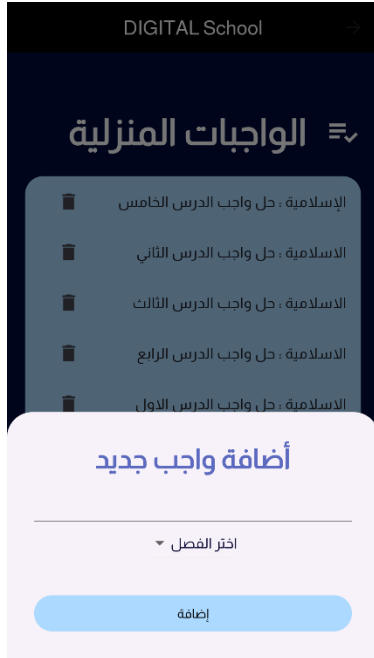 DIGITAL School
الواجبات المنزلية
الإسلامية : حل واجب الدرس الخامس
الاسلامية : حل واجب الدرس الثاني
الاسلامية : حل واجب الدرس الثالث
الاسلامية : حل واجب الدرس الرابع
الاسلامية : حل واجب الدرس الاول
أضافة واجب جديد
اختر الفصل
إضافة